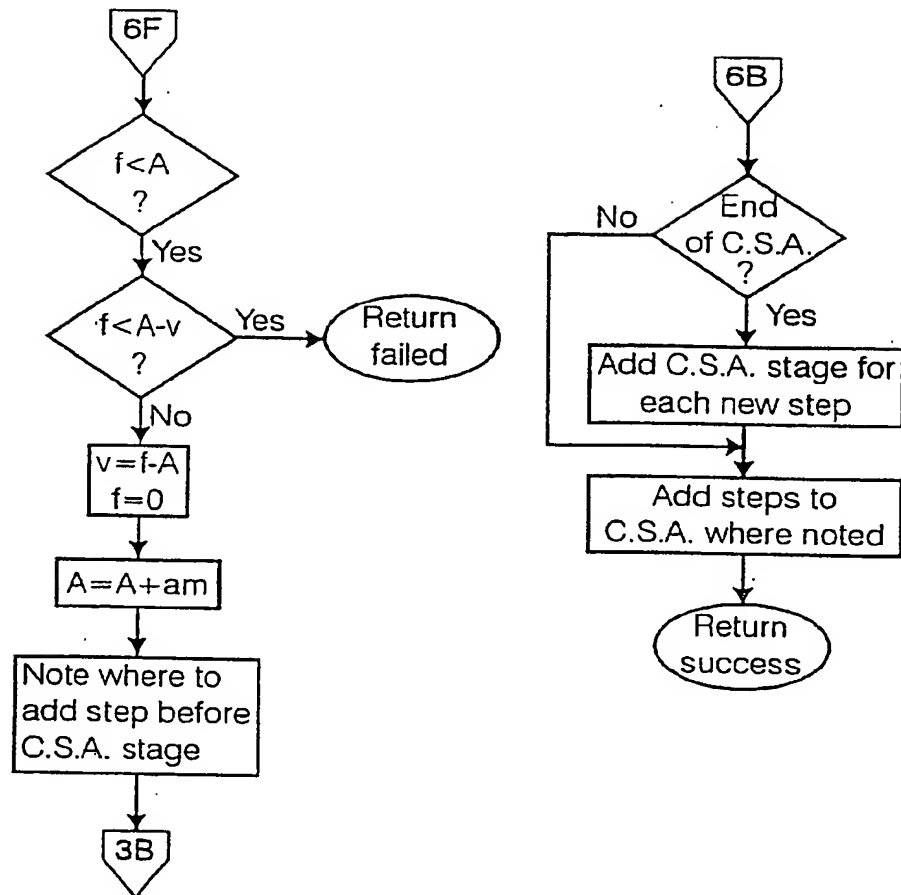 6F
f<A
?
Yes
f<A-v
?
Yes
Return
failed
No
v=f-A
f=0
A=A+am
Note where to
add step before
C.S.A. stage
3B
6B
End
of C.S.A.
?
No
Yes
Add C.S.A. stage for
each new step
Add steps to
C.S.A. where noted
Return
success